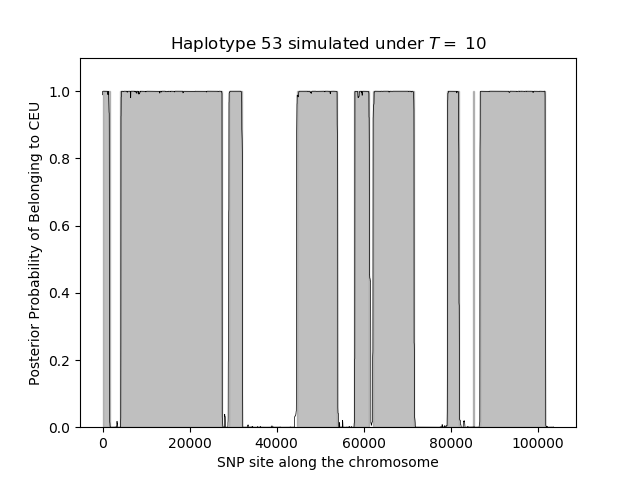 Haplotype 53 simulated under T = 10
Posterior Probability of Belonging to CEU
1.0
0.8
0.6
0.4
0.2
0.0
0 20000 40000 60000 80000 100000
SNP site along the chromosome